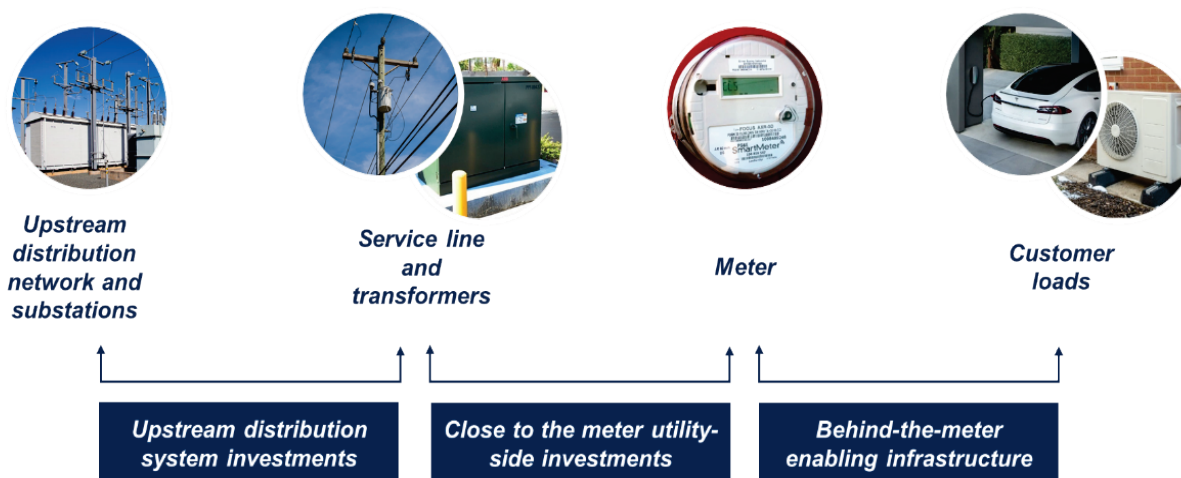 Upstream
distribution
network and
substations
Service line
and
transformers
SmartMeter
Meter
Customer
loads
Upstream distribution
system investments
Close to the meter utility-
side investments
Behind-the-meter
enabling infrastructure